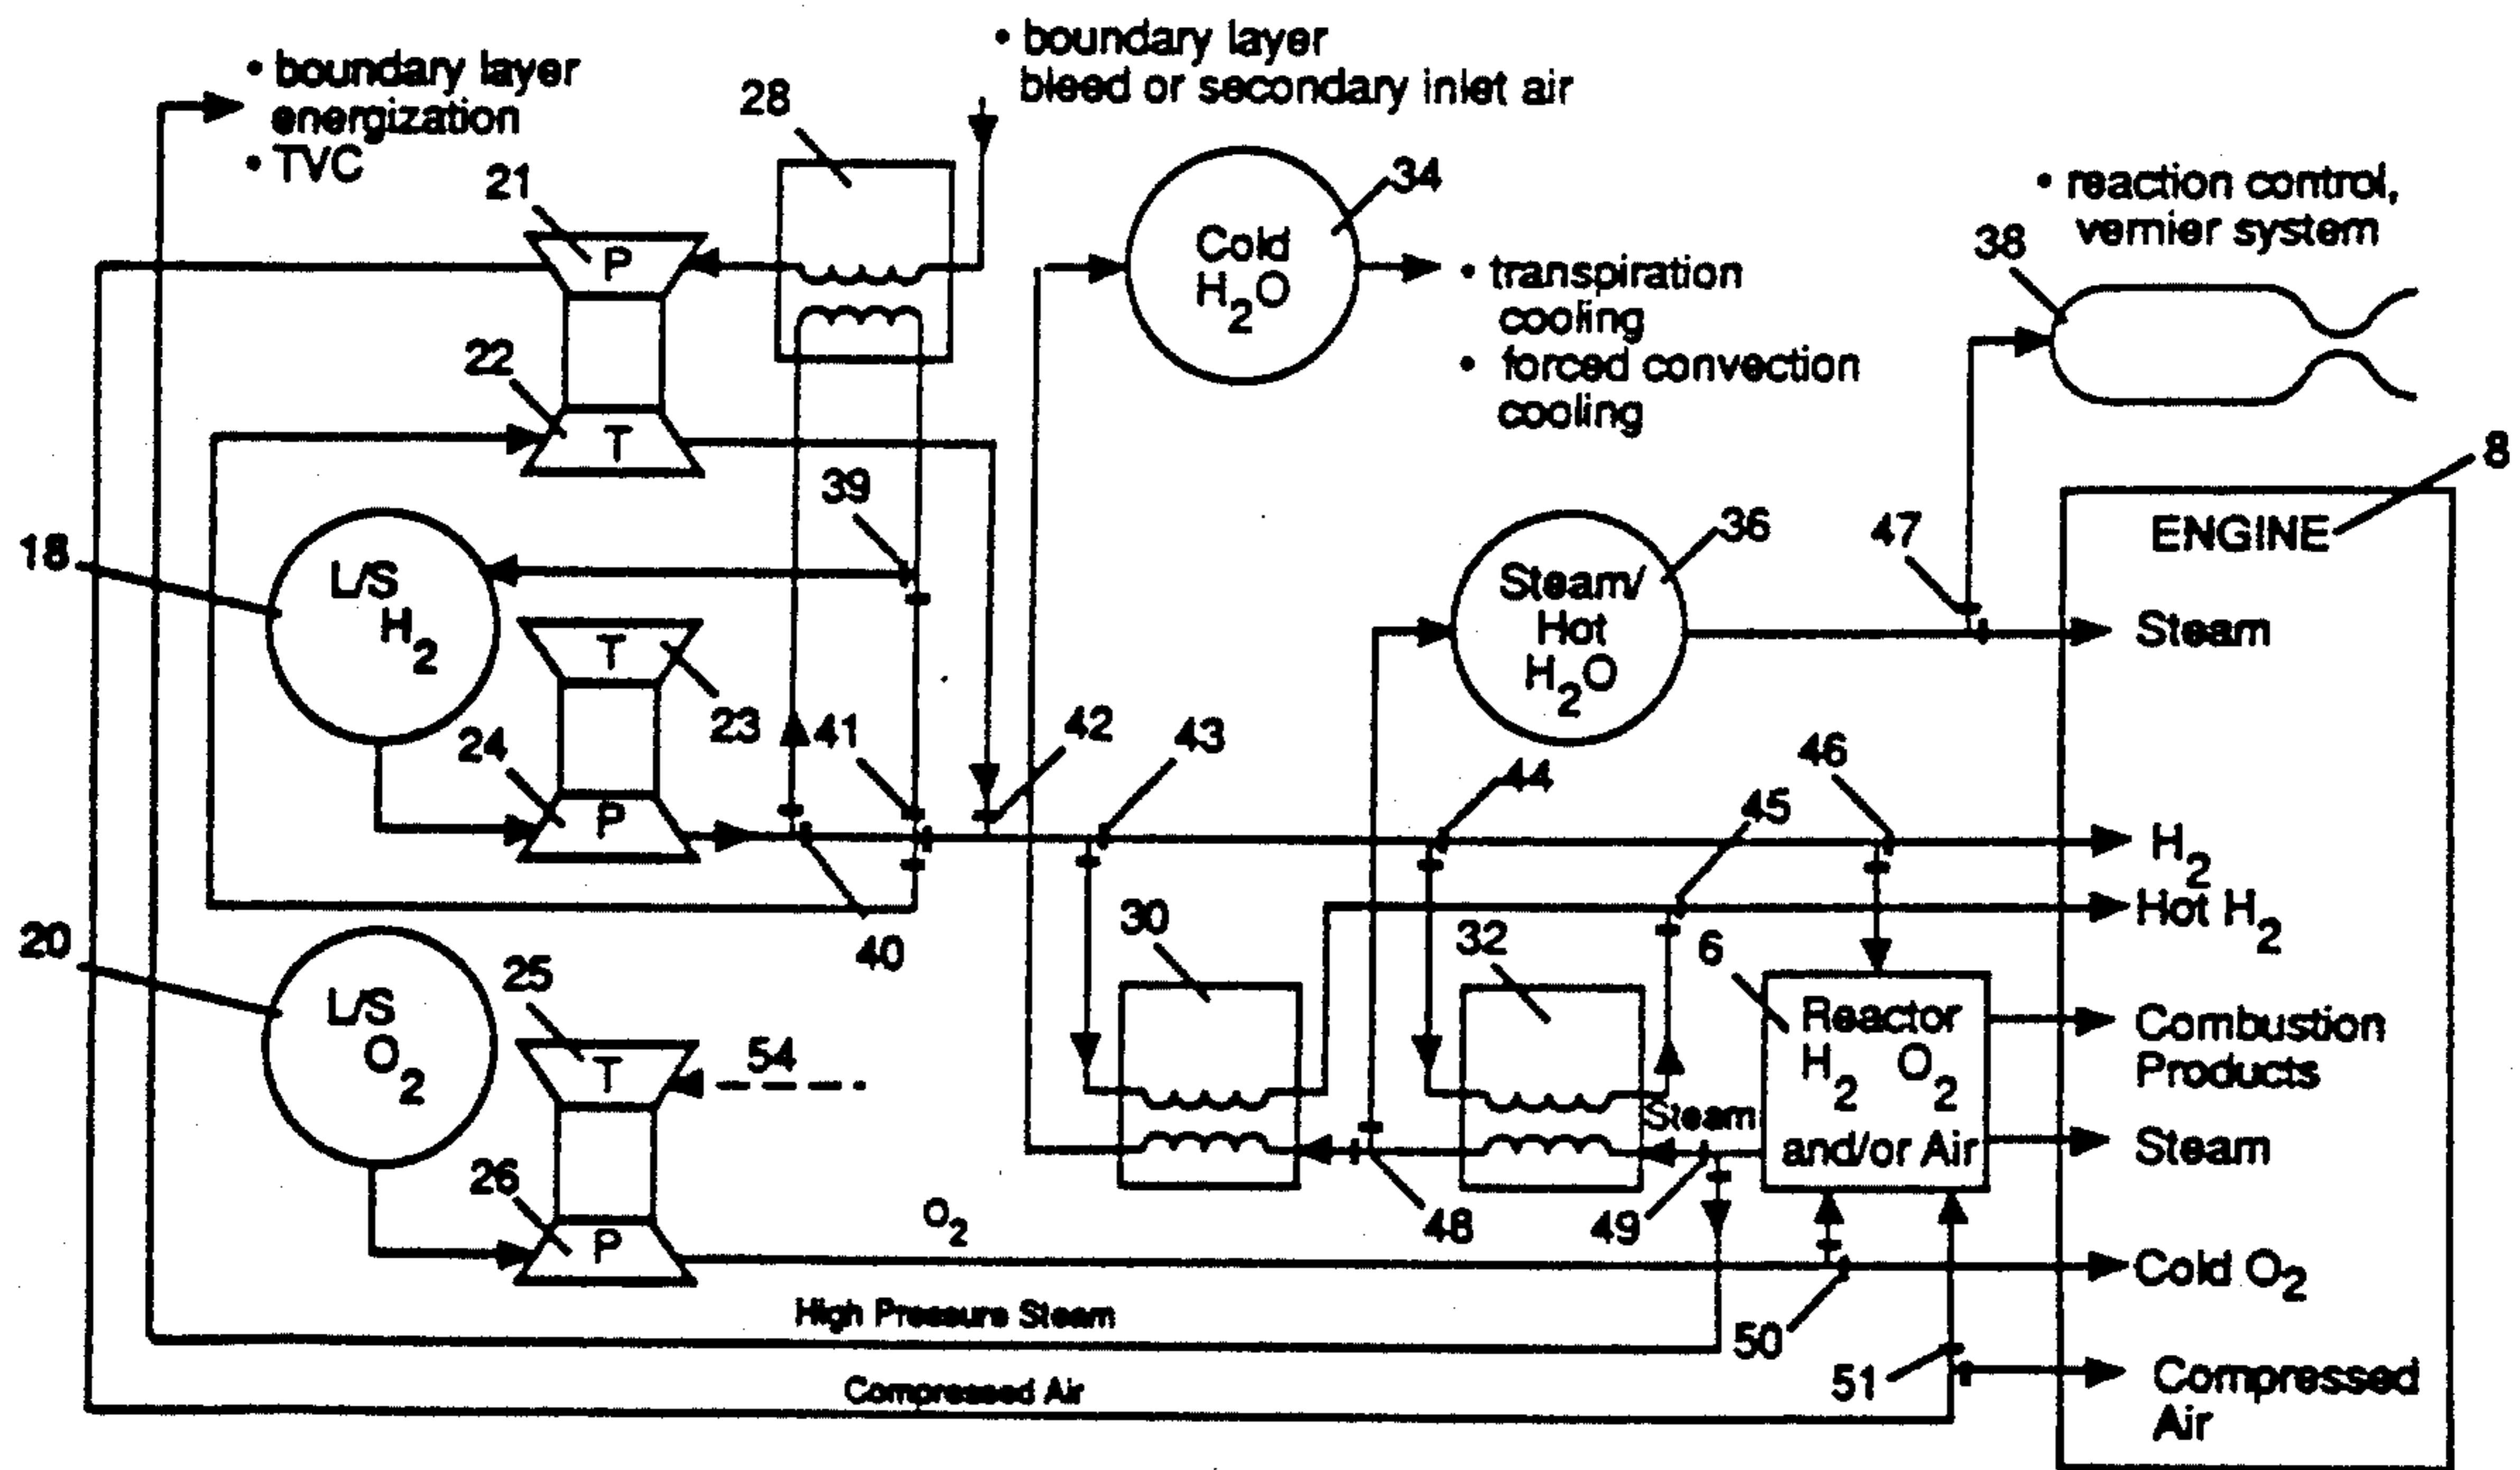 • boundary layer
energization
• TVC
• boundary layer
bleed or secondary inlet air
28
21
P
22
T
34
Cold
H2O
• transpiration
cooling
• forced convection
cooling
• reaction control,
vernier system
38
8
ENGINE
39
18
L/S
H2
T
23
24
P
41
42
43
44
40
36
Steam/
Hot
H2O
47
Steam
46
45
H2
Hot H2
20
L/S
O2
25
T
54
26
P
30
32
6
Reactor
H2 O2
and/or Air
Steam
Combustion
Products
Steam
48
49
O2
Cold O2
50
High Pressure Steam
51
Compressed Air
Compressed
Air